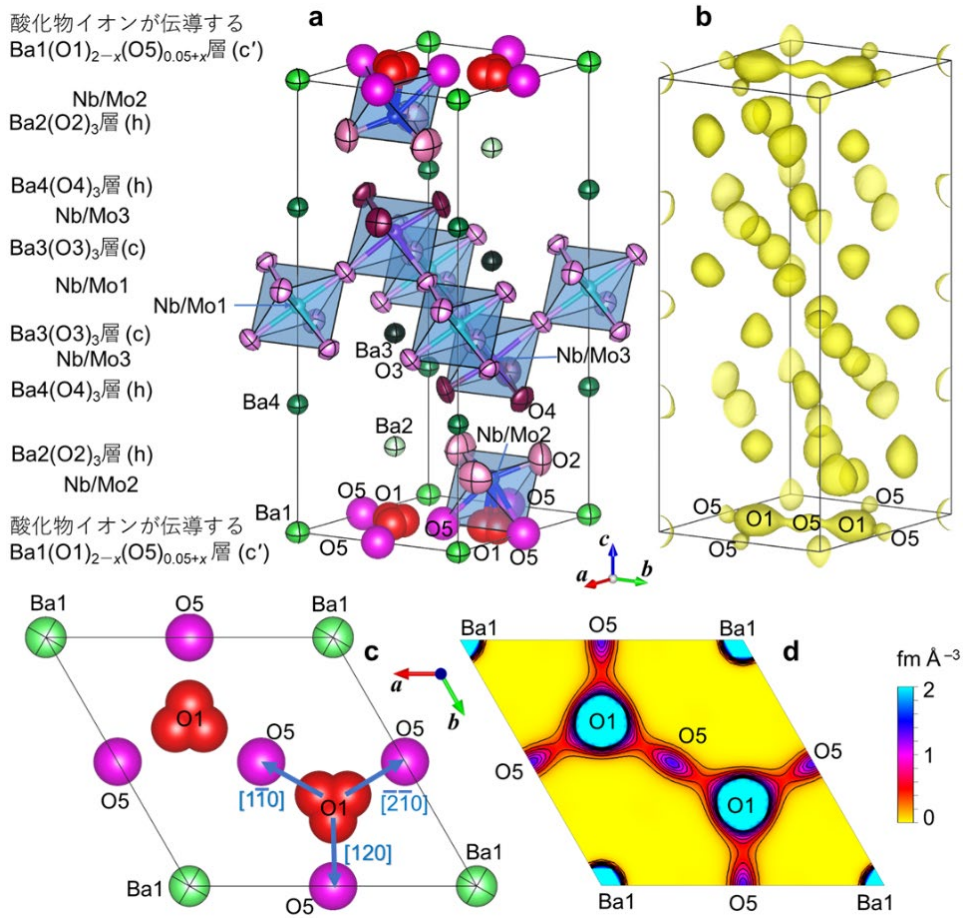 a
b
酸化物イオンが伝導する
Ba1(O1)₂₋ₓ(O5)₀.₀₅₊ₓ層 (c′)
Nb/Mo2
Ba2(O2)₃層 (h)
Ba4(O4)₃層 (h)
Nb/Mo3
Ba3(O3)₃層 (c)
Nb/Mo1
Ba3(O3)₃層 (c)
Nb/Mo3
Ba4(O4)₃層 (h)
Ba2(O2)₃層 (h)
Nb/Mo2
酸化物イオンが伝導する
Ba1(O1)₂₋ₓ(O5)₀.₀₅₊ₓ層 (c′)
Nb/Mo1
Ba3
O3
Nb/Mo3
Ba4
O4
Ba2
Nb/Mo2
O2
O5
O1
O5
Ba1
O5
O5
O1
O5
c
a
b
O5
O1
O5
O1
O5
O5
Ba1
O5
Ba1
c
O1
O5
O5
O5
[11̄0]
O1
[2̄1̄0]
[120]
Ba1
O5
Ba1
a
b
O5
Ba1
d
O1
O5
O5
O5
O1
Ba1
O5
Ba1
fm Å⁻³
2
1
0